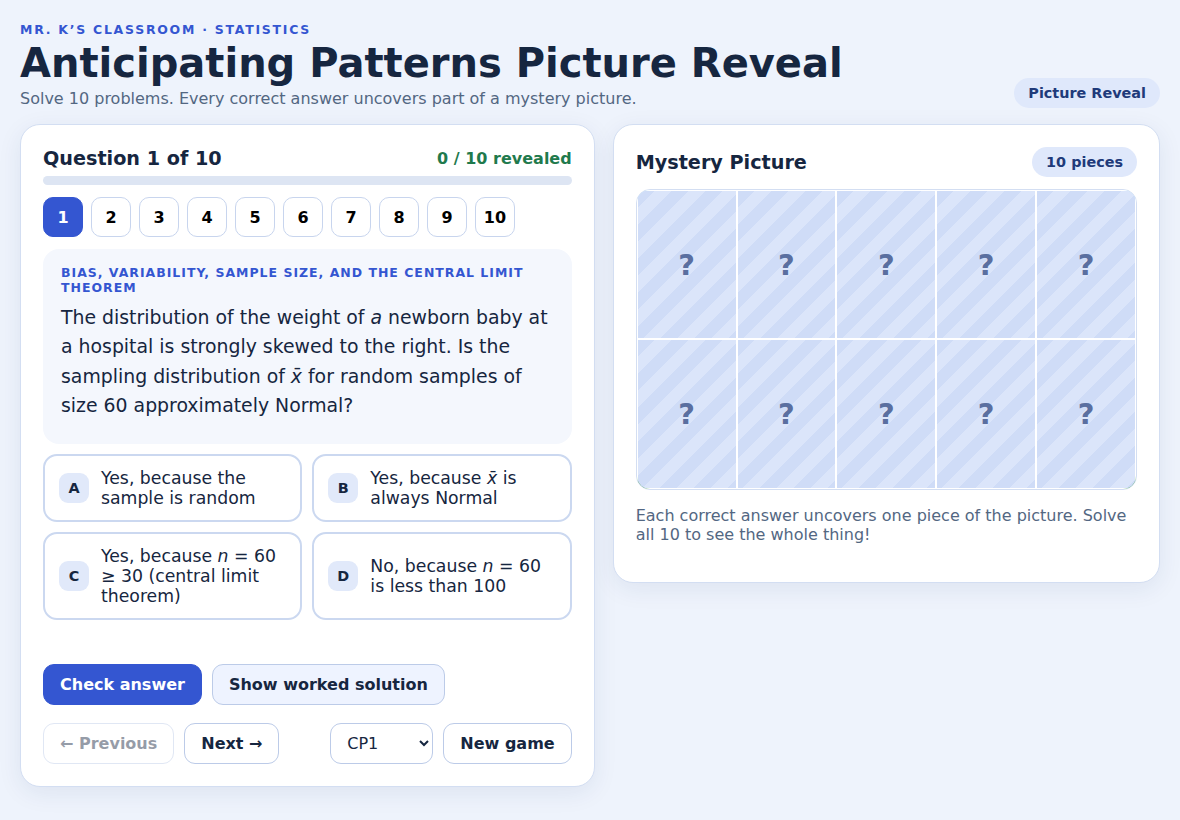 MR. K'S CLASSROOM · STATISTICS
Anticipating Patterns Picture Reveal
Solve 10 problems. Every correct answer uncovers part of a mystery picture.
Picture Reveal
Question 1 of 10
0 / 10 revealed
1 2 3 4 5 6 7 8 9 10
BIAS, VARIABILITY, SAMPLE SIZE, AND THE CENTRAL LIMIT
THEOREM
The distribution of the weight of a newborn baby at
a hospital is strongly skewed to the right. Is the
sampling distribution of x̄ for random samples of
size 60 approximately Normal?
A Yes, because the
sample is random
B Yes, because x̄ is
always Normal
C Yes, because n = 60
≥ 30 (central limit
theorem)
D No, because n = 60
is less than 100
Check answer
Show worked solution
← Previous
Next →
CP1
New game
Mystery Picture
10 pieces
? ? ? ? ?
? ? ? ? ?
Each correct answer uncovers one piece of the picture. Solve
all 10 to see the whole thing!